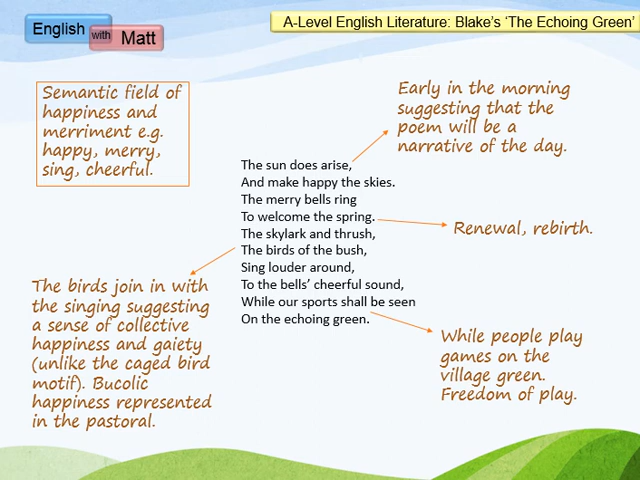 English with Matt
A-Level English Literature: Blake's 'The Echoing Green'
Semantic field of
happiness and
merriment e.g.
happy, merry,
sing, cheerful.
Early in the morning
suggesting that the
poem will be a
narrative of the day.
The sun does arise,
And make happy the skies.
The merry bells ring
To welcome the spring.
The skylark and thrush,
The birds of the bush,
Sing louder around,
To the bells' cheerful sound,
While our sports shall be seen
On the echoing green.
Renewal, rebirth.
The birds join in with
the singing suggesting
a sense of collective
happiness and gaiety
(unlike the caged bird
motif). Bucolic
happiness represented
in the pastoral.
While people play
games on the
village green.
Freedom of play.